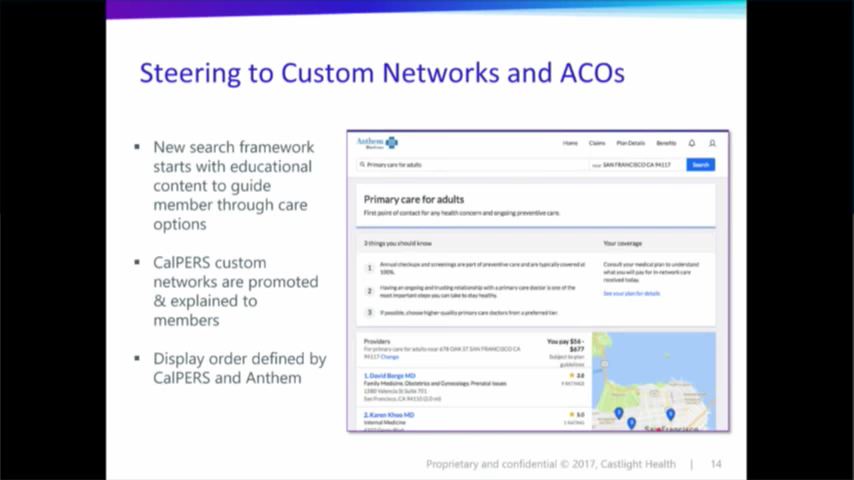 Steering to Custom Networks and ACOs
▪ New search framework
starts with educational
content to guide
member through care
options
▪ CalPERS custom
networks are promoted
& explained to
members
▪ Display order defined by
CalPERS and Anthem
Anthem
Home Claims Plan Details Benefits
Primary care for adults near SAN FRANCISCO CA 94117 Search
Primary care for adults
First point of contact for any health concern and ongoing preventive care.
3 things you should know Your coverage
1 Annual checkups and screenings are part of preventive care and are typically covered at
100%.
2 Having an ongoing and trusting relationship with a primary care doctor is one of the
most important steps you can take to stay healthy.
3 If possible, choose higher-quality primary care doctors from a preferred tier.
Consult your medical plan to understand
what you will pay for in-network care
received today.
See your plan for details.
Providers
For primary care for adults near 678 OAK ST SAN FRANCISCO CA
94117 Change
You pay $56 -
$677
Subject to plan
guidelines
1. David Berge MD 3.8
Family Medicine, Obstetrics and Gynecology, Prenatal issues
1580 Valencia St Suite 701
San Francisco, CA 94110 (2.0 mi)
2. Karen Khoo MD 5.0
Internal Medicine 1 RATING
San Francisco
Proprietary and confidential © 2017, Castlight Health | 14